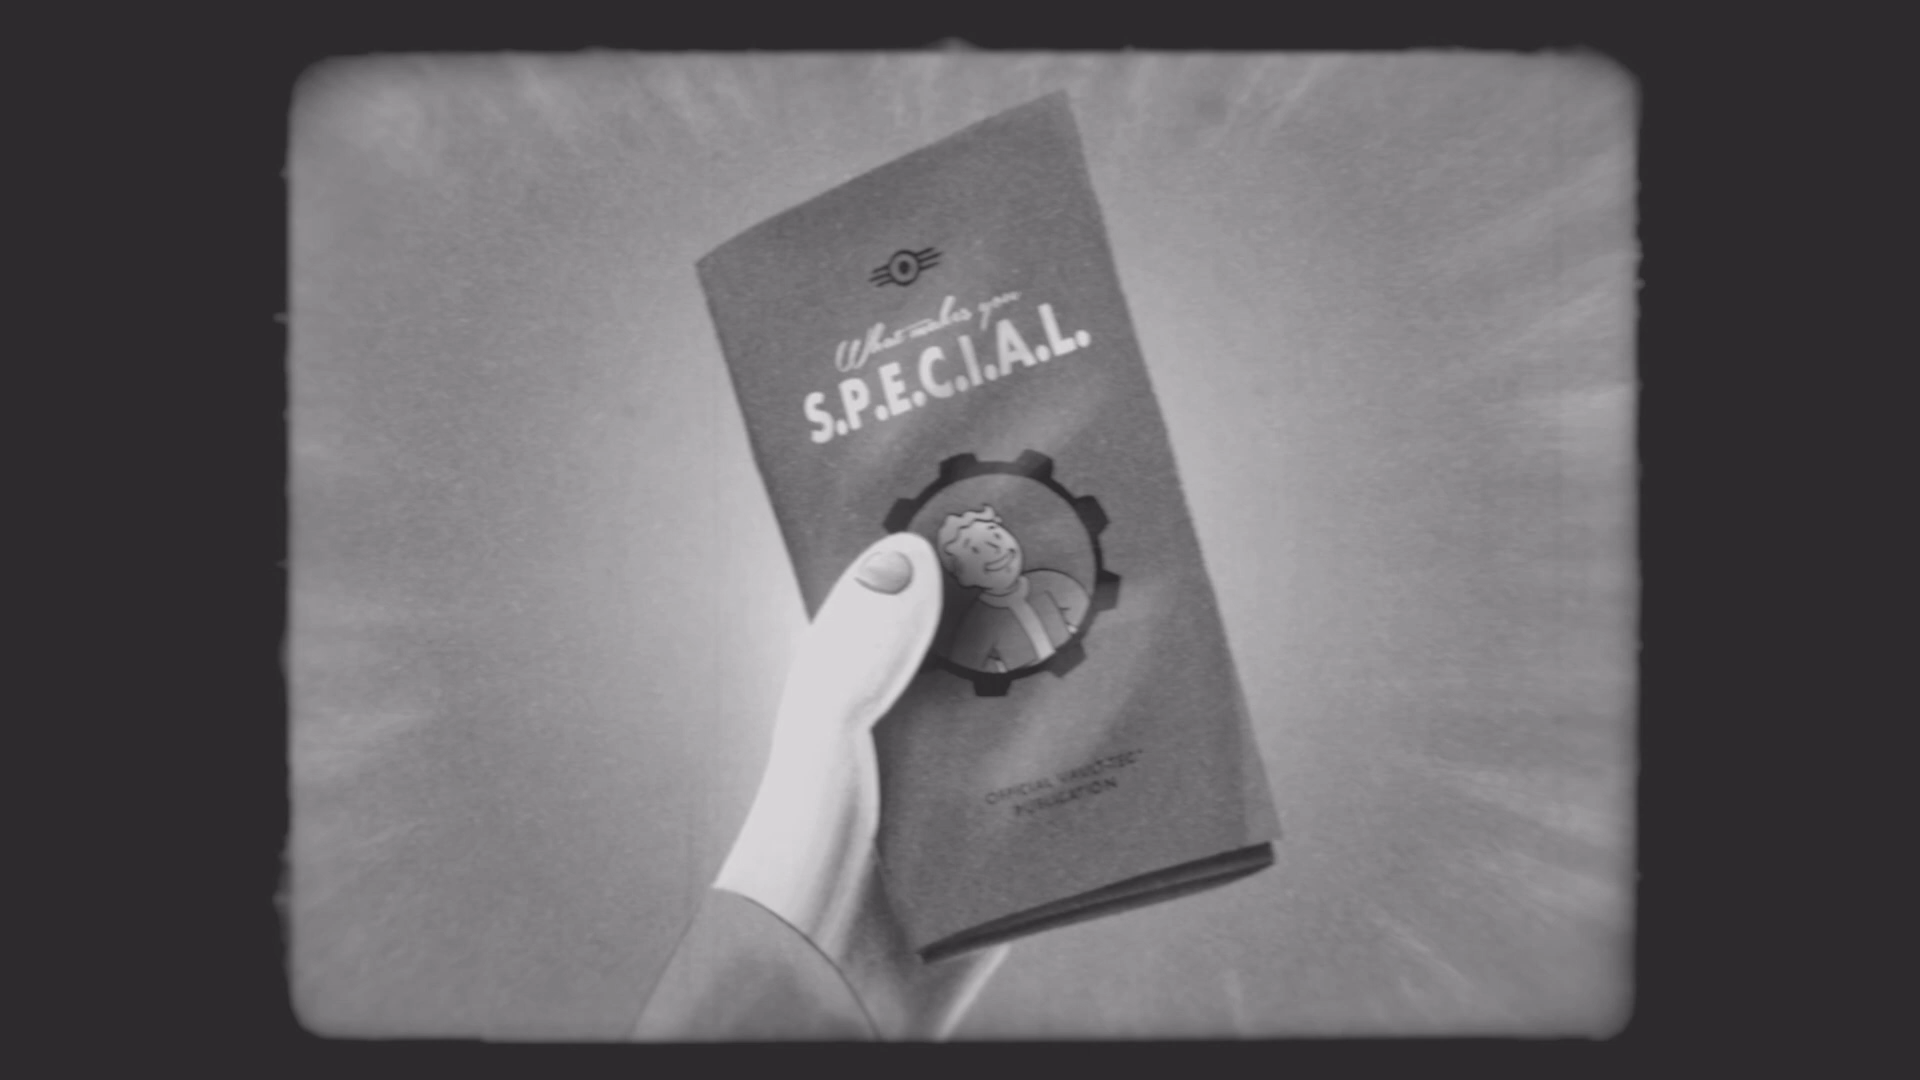 What makes you
S.P.E.C.I.A.L.
OFFICIAL VAULT-TEC
PUBLICATION